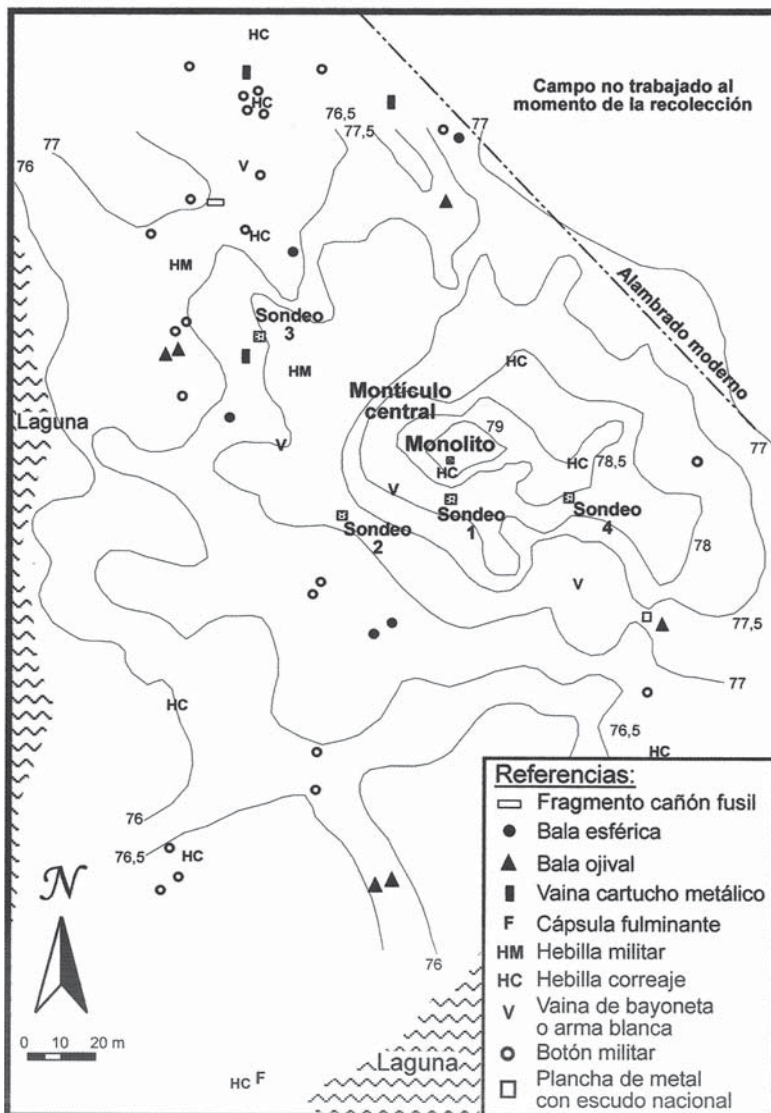 HC
Campo no trabajado al
momento de la recolección
HC
76,5
77,5
77
77
76
V
HC
HM
Alambrado moderno
Sondeo
3
HM
HC
Montículo
central
79
Laguna
Monolito
V
HC
HC
78,5
77
V
Sondeo
1
Sondeo
4
Sondeo
2
78
V
77,5
77
HC
76,5
HC
76
76,5
HC
N
76
0 10 20 m
Laguna
HC F
Referencias:
Fragmento cañón fusil
Bala esférica
Bala ojival
Vaina cartucho metálico
F Cápsula fulminante
HM Hebilla militar
HC Hebilla correaje
V Vaina de bayoneta
o arma blanca
Botón militar
Plancha de metal
con escudo nacional